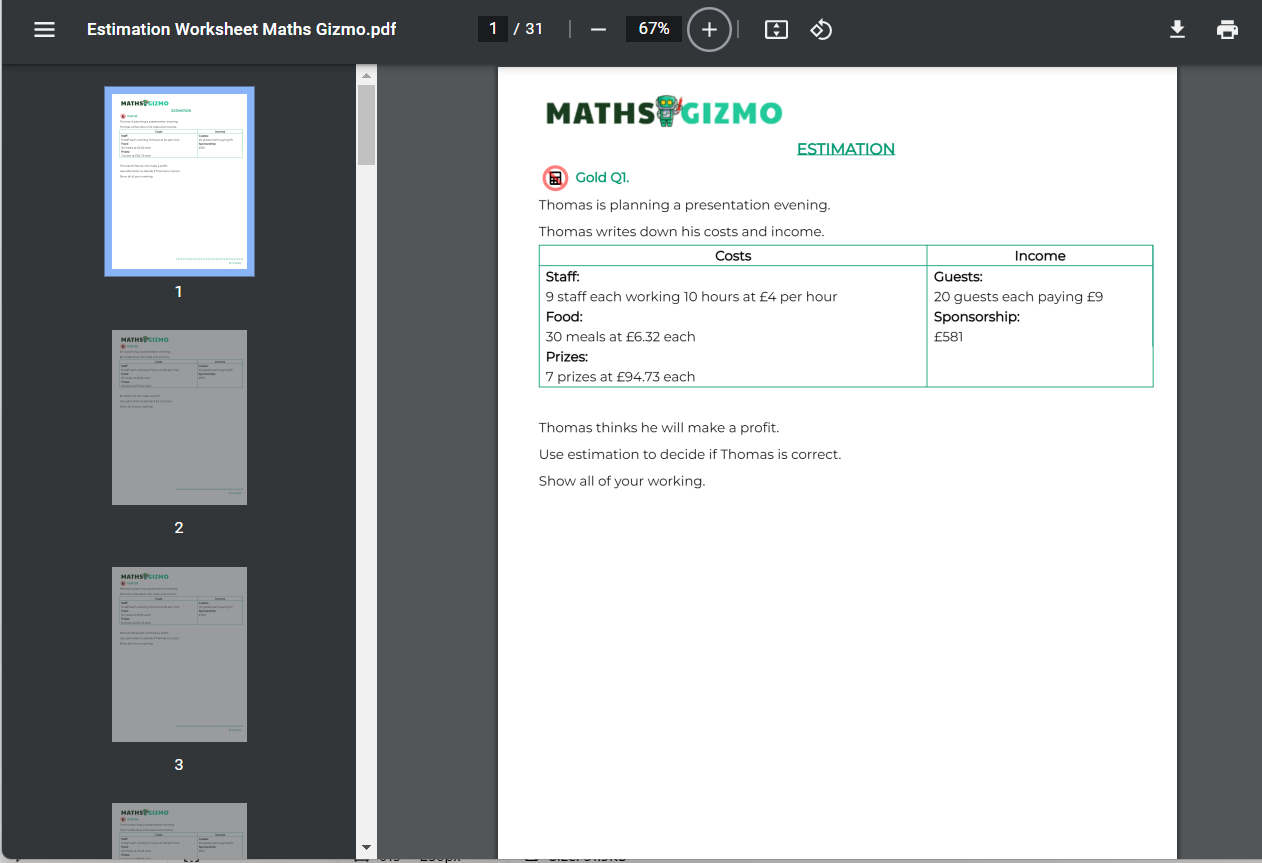 Estimation Worksheet Maths Gizmo.pdf
1 / 31
67%
1
2
3
MATHS GIZMO
ESTIMATION
Gold Q1.
Thomas is planning a presentation evening.
Thomas writes down his costs and income.
Costs Income
Staff: Guests:
9 staff each working 10 hours at £4 per hour 20 guests each paying £9
Food: Sponsorship:
30 meals at £6.32 each £581
Prizes:
7 prizes at £94.73 each
Thomas thinks he will make a profit.
Use estimation to decide if Thomas is correct.
Show all of your working.